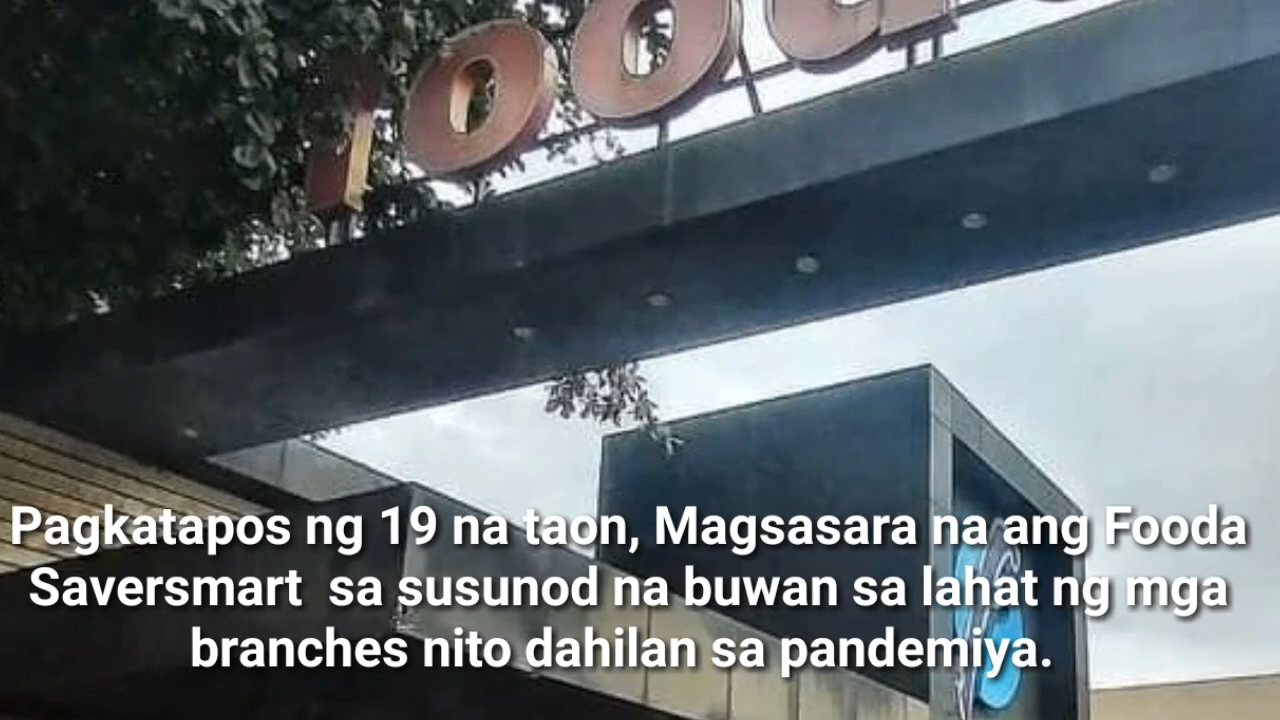 Food
Pagkatapos ng 19 na taon, Magsasara na ang Fooda
Saversmart sa susunod na buwan sa lahat ng mga
branches nito dahilan sa pandemiya.